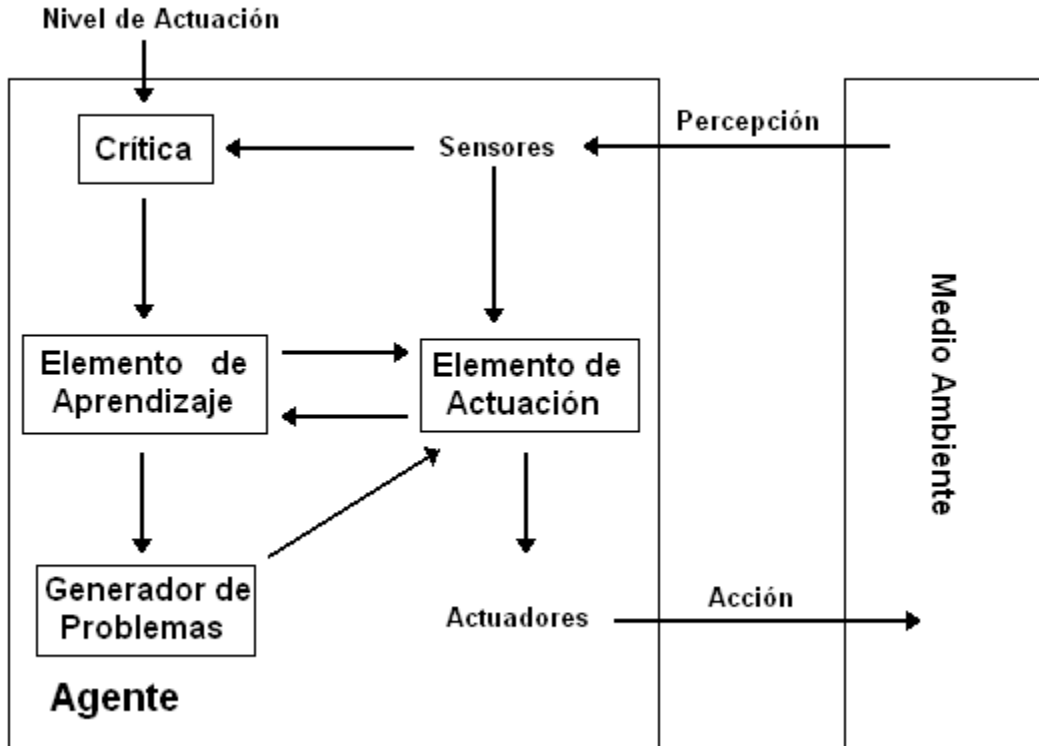 Nivel de Actuación
Crítica
Sensores
Percepción
Elemento de
Aprendizaje
Elemento de
Actuación
Medio Ambiente
Generador de
Problemas
Actuadores
Acción
Agente